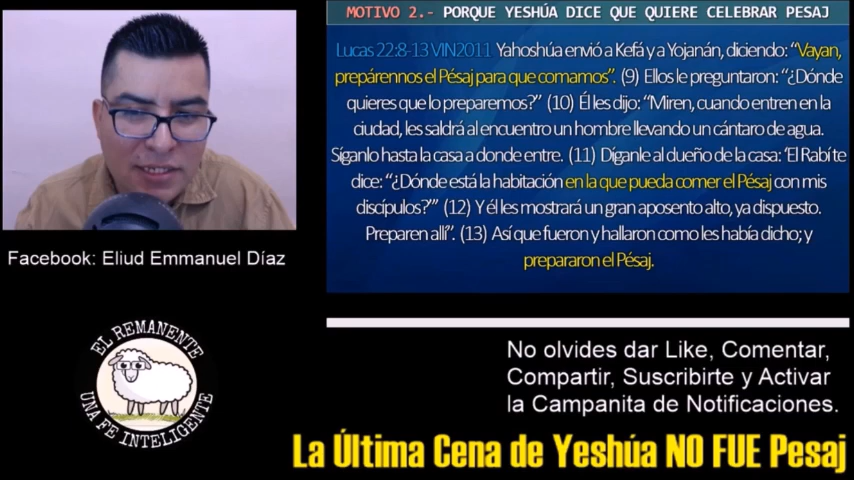 MOTIVO 2.- PORQUE YESHÚA DICE QUE QUIERE CELEBRAR PESAJ
Lucas 22:8-13 VIN2011 Yahoshúa envió a Kefá y a Yojanán, diciendo: “Vayan,
prepárennos el Pésaj para que comamos”. (9) Ellos le preguntaron: “¿Dónde
quieres que lo preparemos?” (10) Él les dijo: “Miren, cuando entren en la
ciudad, les saldrá al encuentro un hombre llevando un cántaro de agua.
Síganlo hasta la casa a donde entre. (11) Díganle al dueño de la casa: ‘El Rabí te
dice: “¿Dónde está la habitación en la que pueda comer el Pésaj con mis
discípulos?”’ (12) Y él les mostrará un gran aposento alto, ya dispuesto.
Preparen allí”. (13) Así que fueron y hallaron como les había dicho; y
prepararon el Pésaj.
Facebook: Eliud Emmanuel Díaz
EL REMANENTE
UNA FE INTELIGENTE
No olvides dar Like, Comentar,
Compartir, Suscribirte y Activar
la Campanita de Notificaciones.
La Última Cena de Yeshúa NO FUE Pesaj